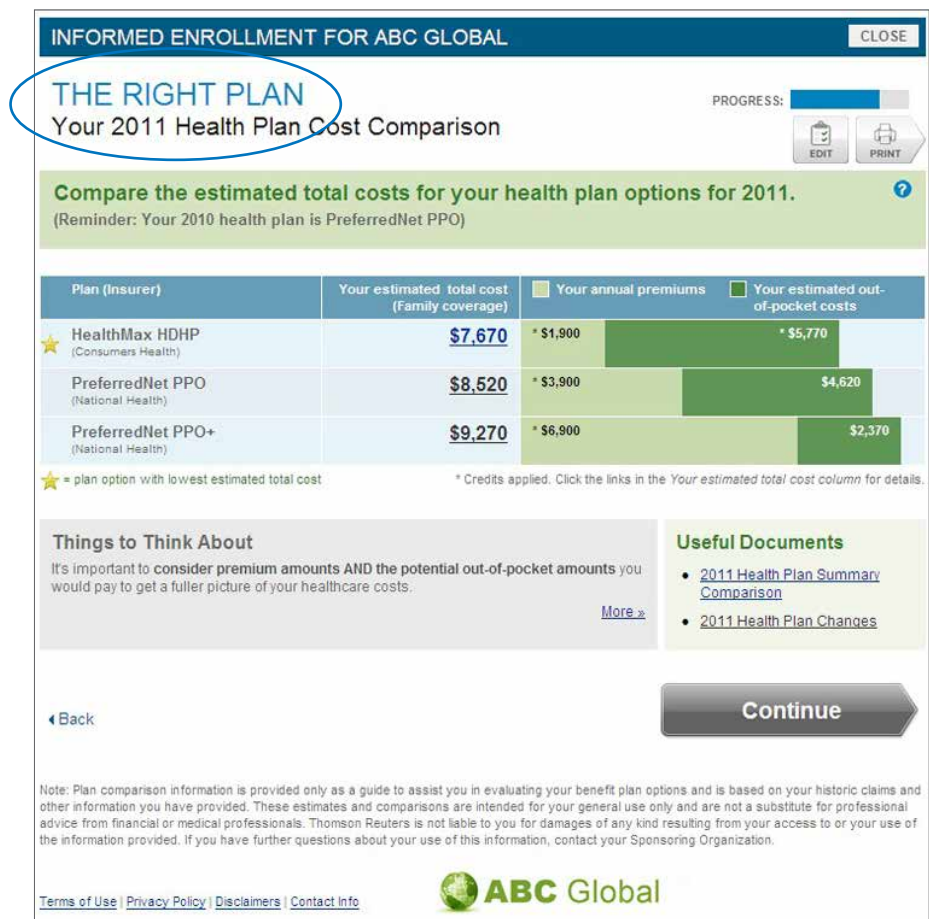 INFORMED ENROLLMENT FOR ABC GLOBAL
CLOSE
THE RIGHT PLAN
Your 2011 Health Plan Cost Comparison
PROGRESS:
EDIT
PRINT
Compare the estimated total costs for your health plan options for 2011.
?
(Reminder: Your 2010 health plan is PreferredNet PPO)
Plan (Insurer)
Your estimated total cost
(Family coverage)
Your annual premiums
Your estimated out-
of-pocket costs
HealthMax HDHP
(Consumers Health)
$7,670
* $1,900
* $5,770
PreferredNet PPO
(National Health)
$8,520
* $3,900
$4,620
PreferredNet PPO+
(National Health)
$9,270
* $6,900
$2,370
= plan option with lowest estimated total cost
* Credits applied. Click the links in the Your estimated total cost column for details.
Things to Think About
It's important to consider premium amounts AND the potential out-of-pocket amounts you
would pay to get a fuller picture of your healthcare costs.
More »
Useful Documents
• 2011 Health Plan Summary
Comparison
• 2011 Health Plan Changes
Back
Continue
Note: Plan comparison information is provided only as a guide to assist you in evaluating your benefit plan options and is based on your historic claims and
other information you have provided. These estimates and comparisons are intended for your general use only and are not a substitute for professional
advice from financial or medical professionals. Thomson Reuters is not liable to you for damages of any kind resulting from your access to or your use of
the information provided. If you have further questions about your use of this information, contact your Sponsoring Organization.
Terms of Use | Privacy Policy | Disclaimers | Contact Info
ABC Global